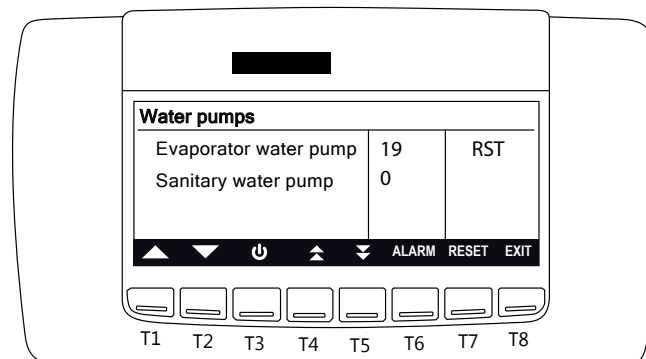 Water pumps
Evaporator water pump 19 RST
Sanitary water pump 0
ALARM RESET EXIT
T1 T2 T3 T4 T5 T6 T7 T8